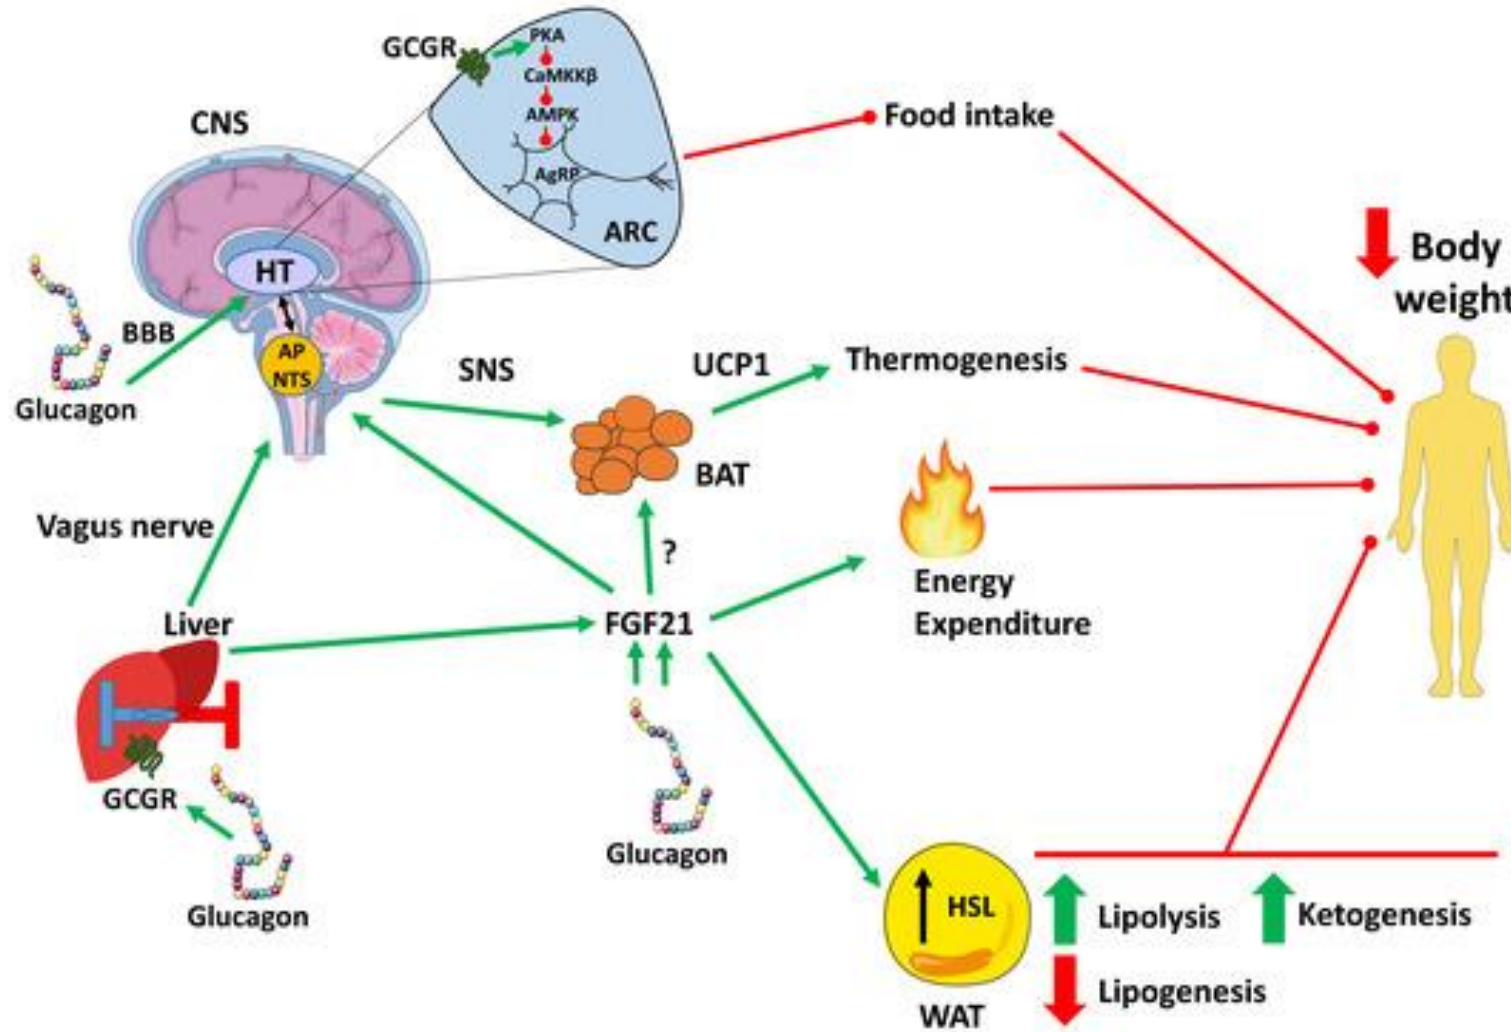 GCGR
PKA
CaMKKβ
AMPK
AgRP
ARC
CNS
Food intake
HT
BBB
AP
NTS
Glucagon
SNS
UCP1
Thermogenesis
Body
weight
BAT
Vagus nerve
?
Energy
Expenditure
Liver
FGF21
GCGR
Glucagon
Glucagon
HSL
WAT
Lipolysis
Ketogenesis
Lipogenesis